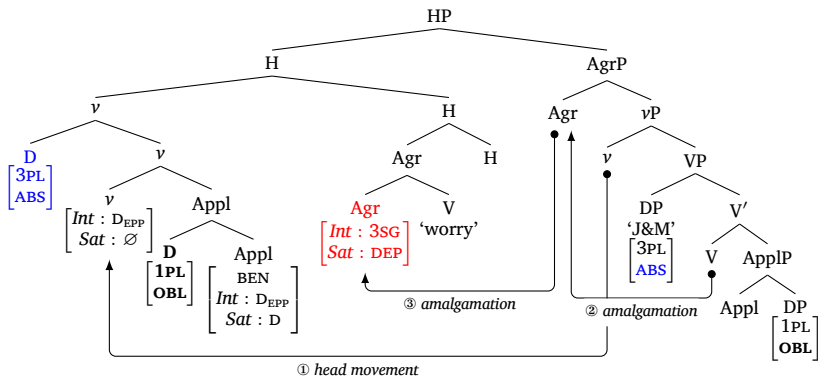 HP
H AgrP
v H Agr vP
D v Agr H v VP
[3PL ABS] v Appl Agr V DP V′
[Int : D_EPP Sat : ∅] D Appl [Int : 3SG Sat : DEP] ‘worry’ ‘J&M’ V ApplP
[1PL OBL] [BEN Int : D_EPP Sat : D] [3PL ABS] Appl DP
[1PL OBL]
③ amalgamation
② amalgamation
① head movement